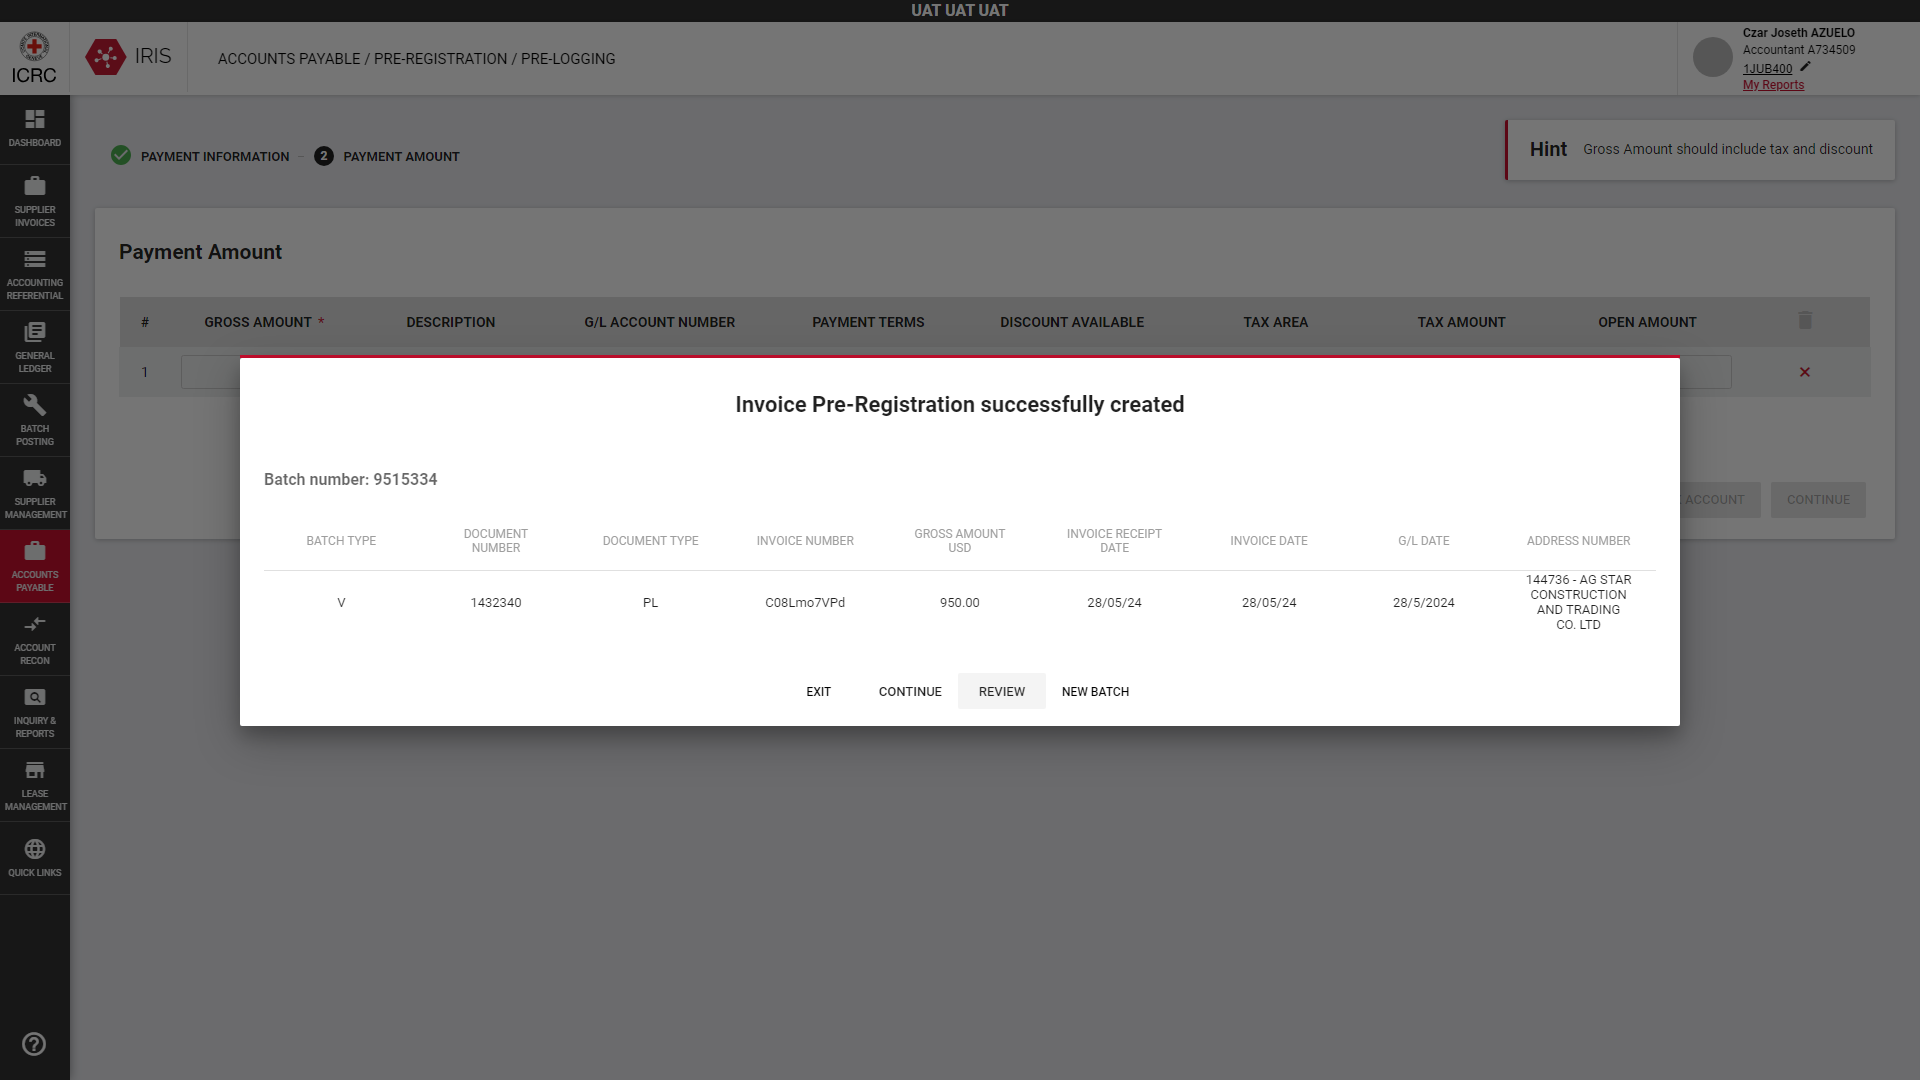 UAT UAT UAT
ICRC
IRIS
ACCOUNTS PAYABLE / PRE-REGISTRATION / PRE-LOGGING
Czar Joseth AZUELO
Accountant A734509
1JUB400
My Reports
DASHBOARD
SUPPLIER
INVOICES
ACCOUNTING
REFERENTIAL
GENERAL
LEDGER
BATCH
POSTING
SUPPLIER
MANAGEMENT
ACCOUNTS
PAYABLE
ACCOUNT
RECON
INQUIRY &
REPORTS
LEASE
MANAGEMENT
QUICK LINKS
PAYMENT INFORMATION
2 PAYMENT AMOUNT
Hint Gross Amount should include tax and discount
Payment Amount
# GROSS AMOUNT * DESCRIPTION G/L ACCOUNT NUMBER PAYMENT TERMS DISCOUNT AVAILABLE TAX AREA TAX AMOUNT OPEN AMOUNT
1
ACCOUNT CONTINUE
Invoice Pre-Registration successfully created
Batch number: 9515334
BATCH TYPE DOCUMENT NUMBER DOCUMENT TYPE INVOICE NUMBER GROSS AMOUNT USD INVOICE RECEIPT DATE INVOICE DATE G/L DATE ADDRESS NUMBER
V 1432340 PL C08Lmo7VPd 950.00 28/05/24 28/05/24 28/5/2024 144736 - AG STAR
CONSTRUCTION
AND TRADING
CO. LTD
EXIT CONTINUE REVIEW NEW BATCH